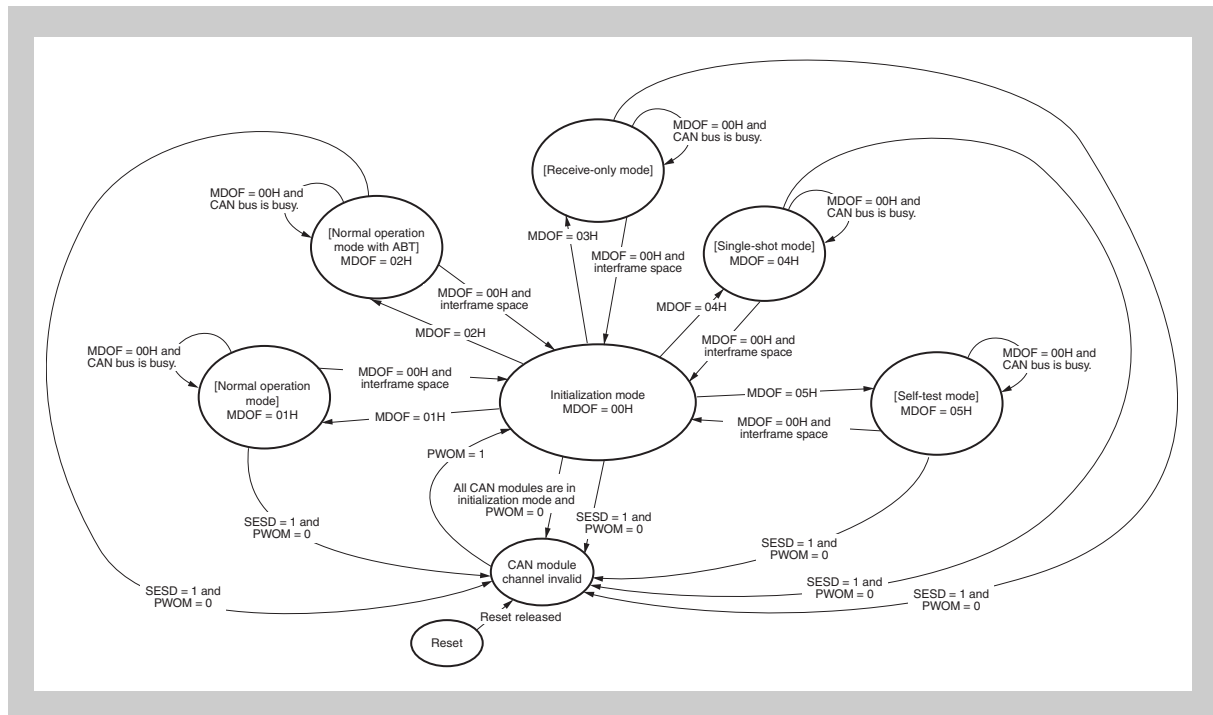 MDOF = 00H and
CAN bus is busy.
[Receive-only mode]
MDOF = 00H and
CAN bus is busy.
MDOF = 00H and
CAN bus is busy.
[Normal operation
mode with ABT]
MDOF = 02H
MDOF = 03H
[Single-shot mode]
MDOF = 04H
MDOF = 00H and
interframe space
MDOF = 00H and
interframe space
MDOF = 04H
MDOF = 02H
MDOF = 00H and
interframe space
MDOF = 00H and
CAN bus is busy.
MDOF = 00H and
CAN bus is busy.
[Normal operation
mode]
MDOF = 01H
MDOF = 00H and
interframe space
Initialization mode
MDOF = 00H
MDOF = 05H
[Self-test mode]
MDOF = 05H
MDOF = 01H
MDOF = 00H and
interframe space
PWOM = 1
All CAN modules are in
initialization mode and
PWOM = 0
SESD = 1 and
PWOM = 0
SESD = 1 and
PWOM = 0
SESD = 1 and
PWOM = 0
CAN module
channel invalid
SESD = 1 and
PWOM = 0
SESD = 1 and
PWOM = 0
SESD = 1 and
PWOM = 0
Reset released
Reset